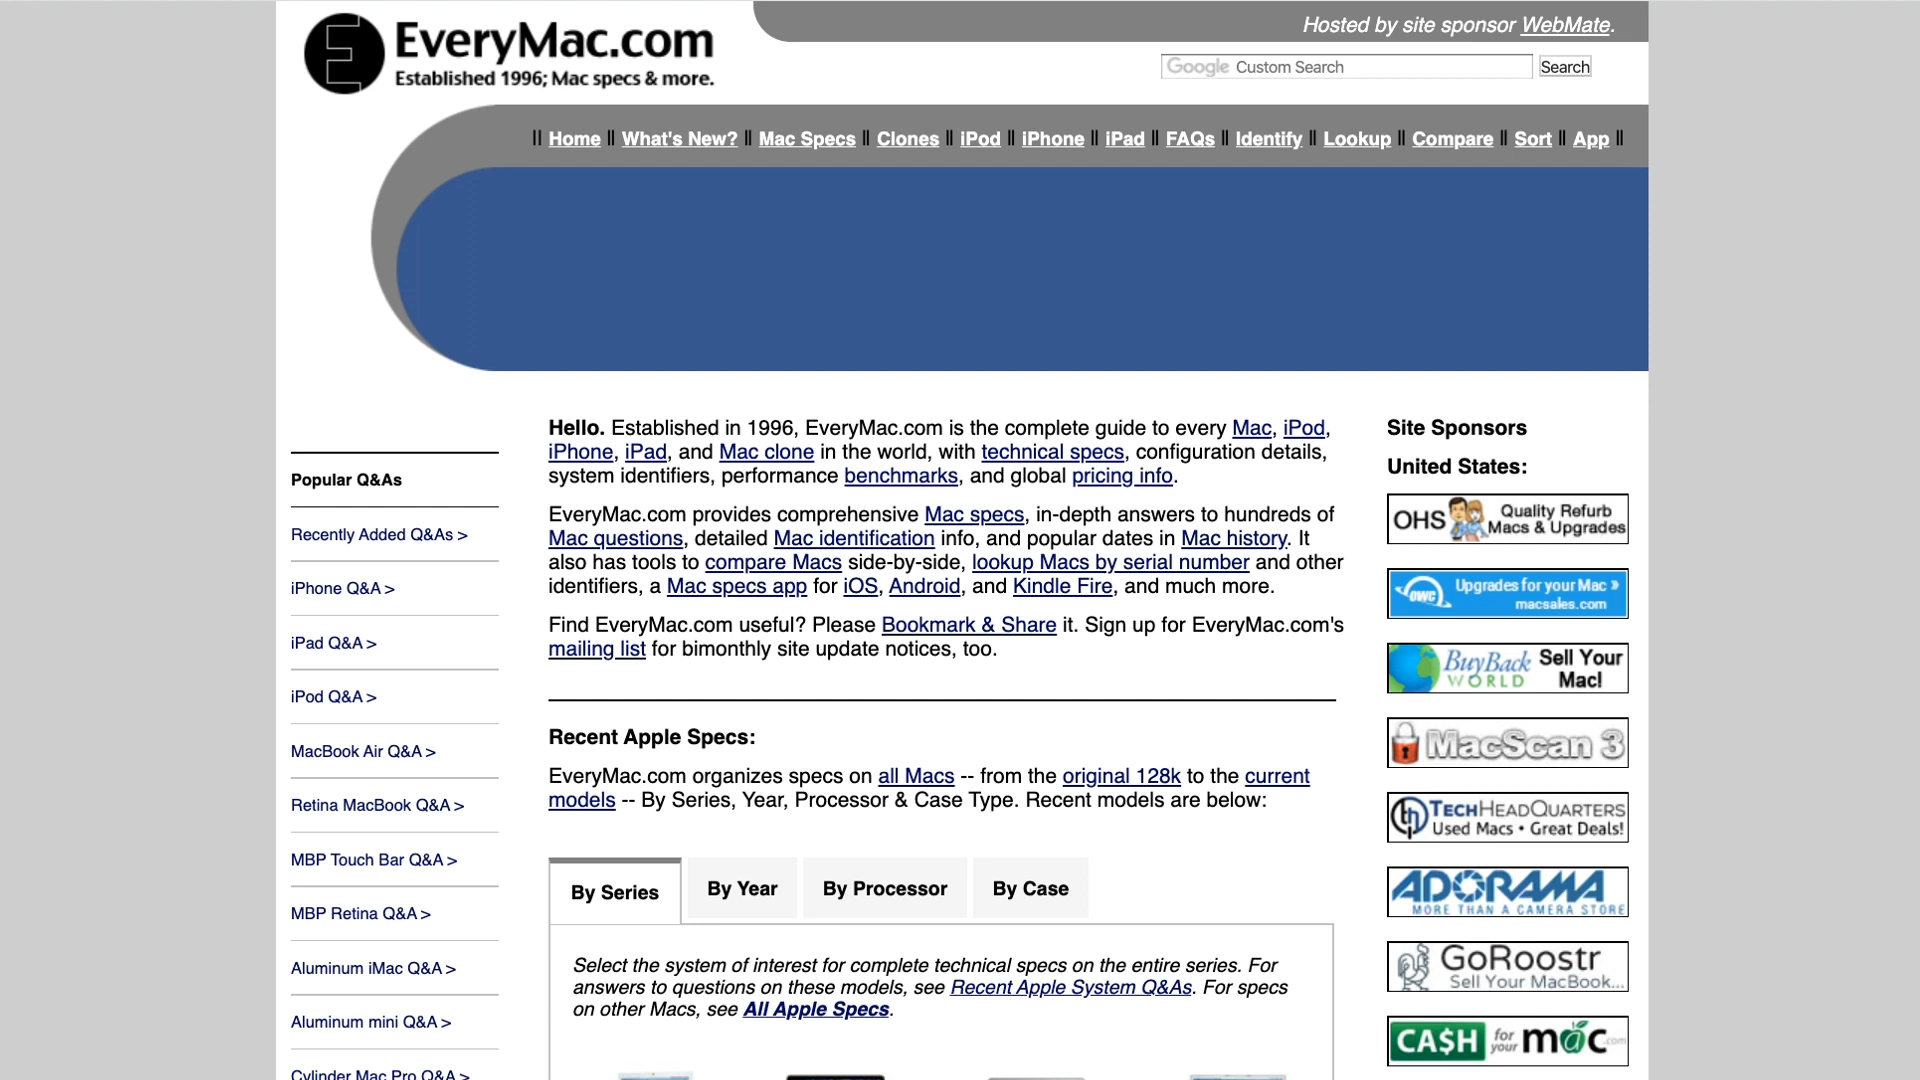 EveryMac.com
Established 1996; Mac specs & more.
Hosted by site sponsor WebMate.
Google Custom Search
Search
|| Home || What's New? || Mac Specs || Clones || iPod || iPhone || iPad || FAQs || Identify || Lookup || Compare || Sort || App ||
Popular Q&As
Recently Added Q&As >
iPhone Q&A >
iPad Q&A >
iPod Q&A >
MacBook Air Q&A >
Retina MacBook Q&A >
MBP Touch Bar Q&A >
MBP Retina Q&A >
Aluminum iMac Q&A >
Aluminum mini Q&A >
Cylinder Mac Pro Q&A >
Hello. Established in 1996, EveryMac.com is the complete guide to every Mac, iPod,
iPhone, iPad, and Mac clone in the world, with technical specs, configuration details,
system identifiers, performance benchmarks, and global pricing info.
EveryMac.com provides comprehensive Mac specs, in-depth answers to hundreds of
Mac questions, detailed Mac identification info, and popular dates in Mac history. It
also has tools to compare Macs side-by-side, lookup Macs by serial number and other
identifiers, a Mac specs app for iOS, Android, and Kindle Fire, and much more.
Find EveryMac.com useful? Please Bookmark & Share it. Sign up for EveryMac.com's
mailing list for bimonthly site update notices, too.
Recent Apple Specs:
EveryMac.com organizes specs on all Macs -- from the original 128k to the current
models -- By Series, Year, Processor & Case Type. Recent models are below:
By Series
By Year
By Processor
By Case
Select the system of interest for complete technical specs on the entire series. For
answers to questions on these models, see Recent Apple System Q&As. For specs
on other Macs, see All Apple Specs.
Site Sponsors
United States:
OHS Quality Refurb
Macs & Upgrades
OWC Upgrades for your Mac »
macsales.com
BuyBack WORLD
Sell Your
Mac!
MacScan 3
th TECHHEADQUARTERS
Used Macs • Great Deals!
ADORAMA
MORE THAN A CAMERA STORE
GoRoostr
Sell Your MacBook...
CA$H for your mac.com